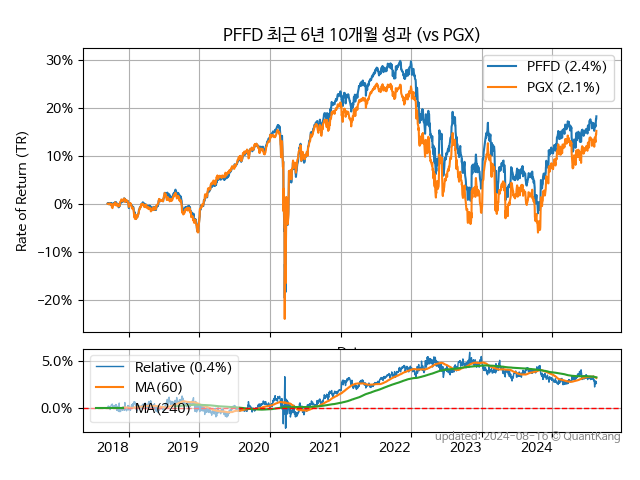 PFFD 최근 6년 10개월 성과 (vs PGX)
Rate of Return (TR)
30%
20%
10%
0%
−10%
−20%
PFFD (2.4%)
PGX (2.1%)
5.0%
0.0%
Relative (0.4%)
MA(60)
MA(240)
2018 2019 2020 2021 2022 2023 2024
updated: 2024-08-16 © QuantKang